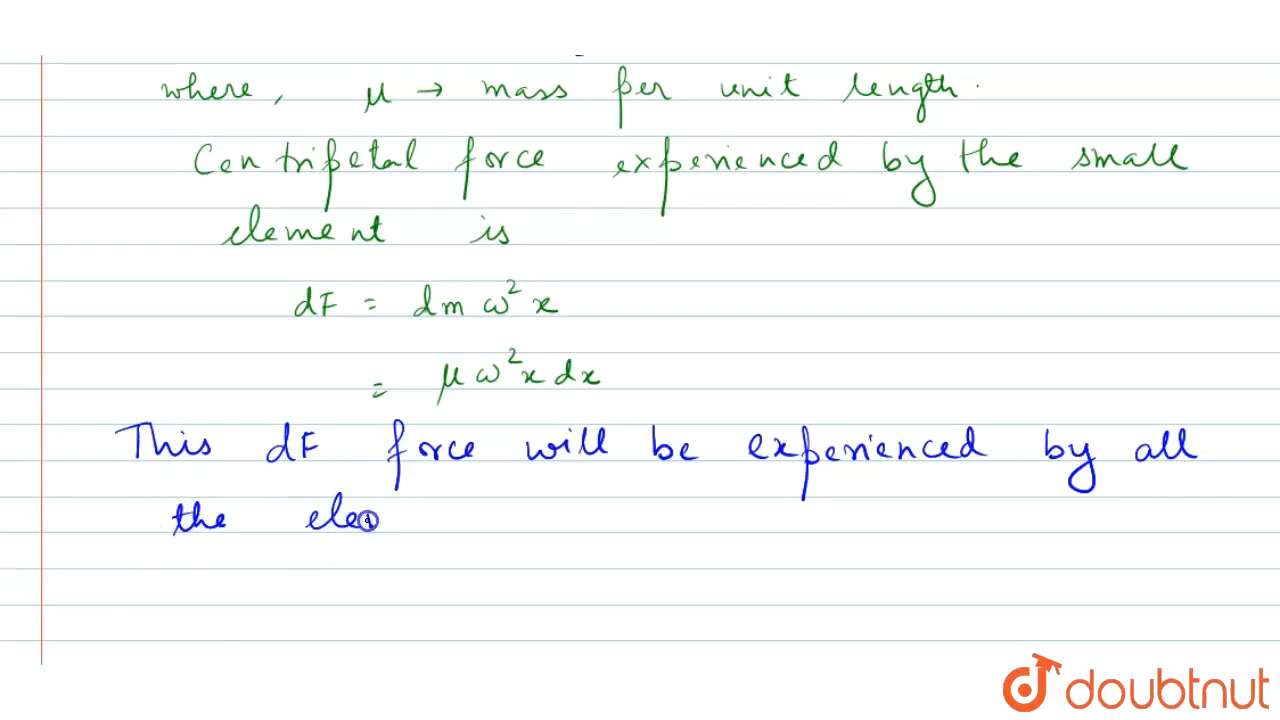 where, μ → mass per unit length.
Centripetal force experienced by the small
element is
dF = dm ω² x
= μ ω² x dx
This dF force will be experienced by all
the ele
doubtnut